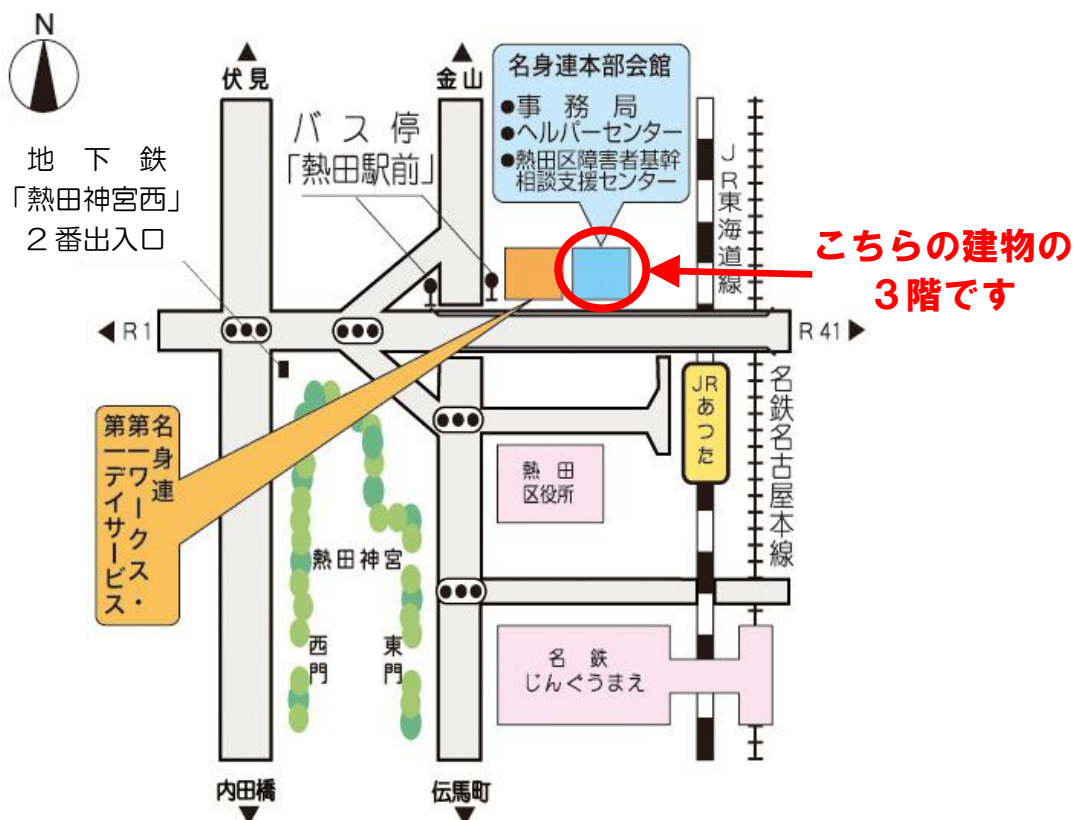 N
伏見
金山
名身連本部会館
●事務局
●ヘルパーセンター
●熱田区障害者基幹
相談支援センター
バス停
「熱田駅前」
地下鉄
「熱田神宮西」
2番出入口
JR東海道線
こちらの建物の
3階です
R1
R41
JRあつた
名鉄名古屋本線
名身連
第一ワークス・
第一デイサービス
熱田
区役所
熱田神宮
西門
東門
名鉄
じんぐうまえ
内田橋
伝馬町